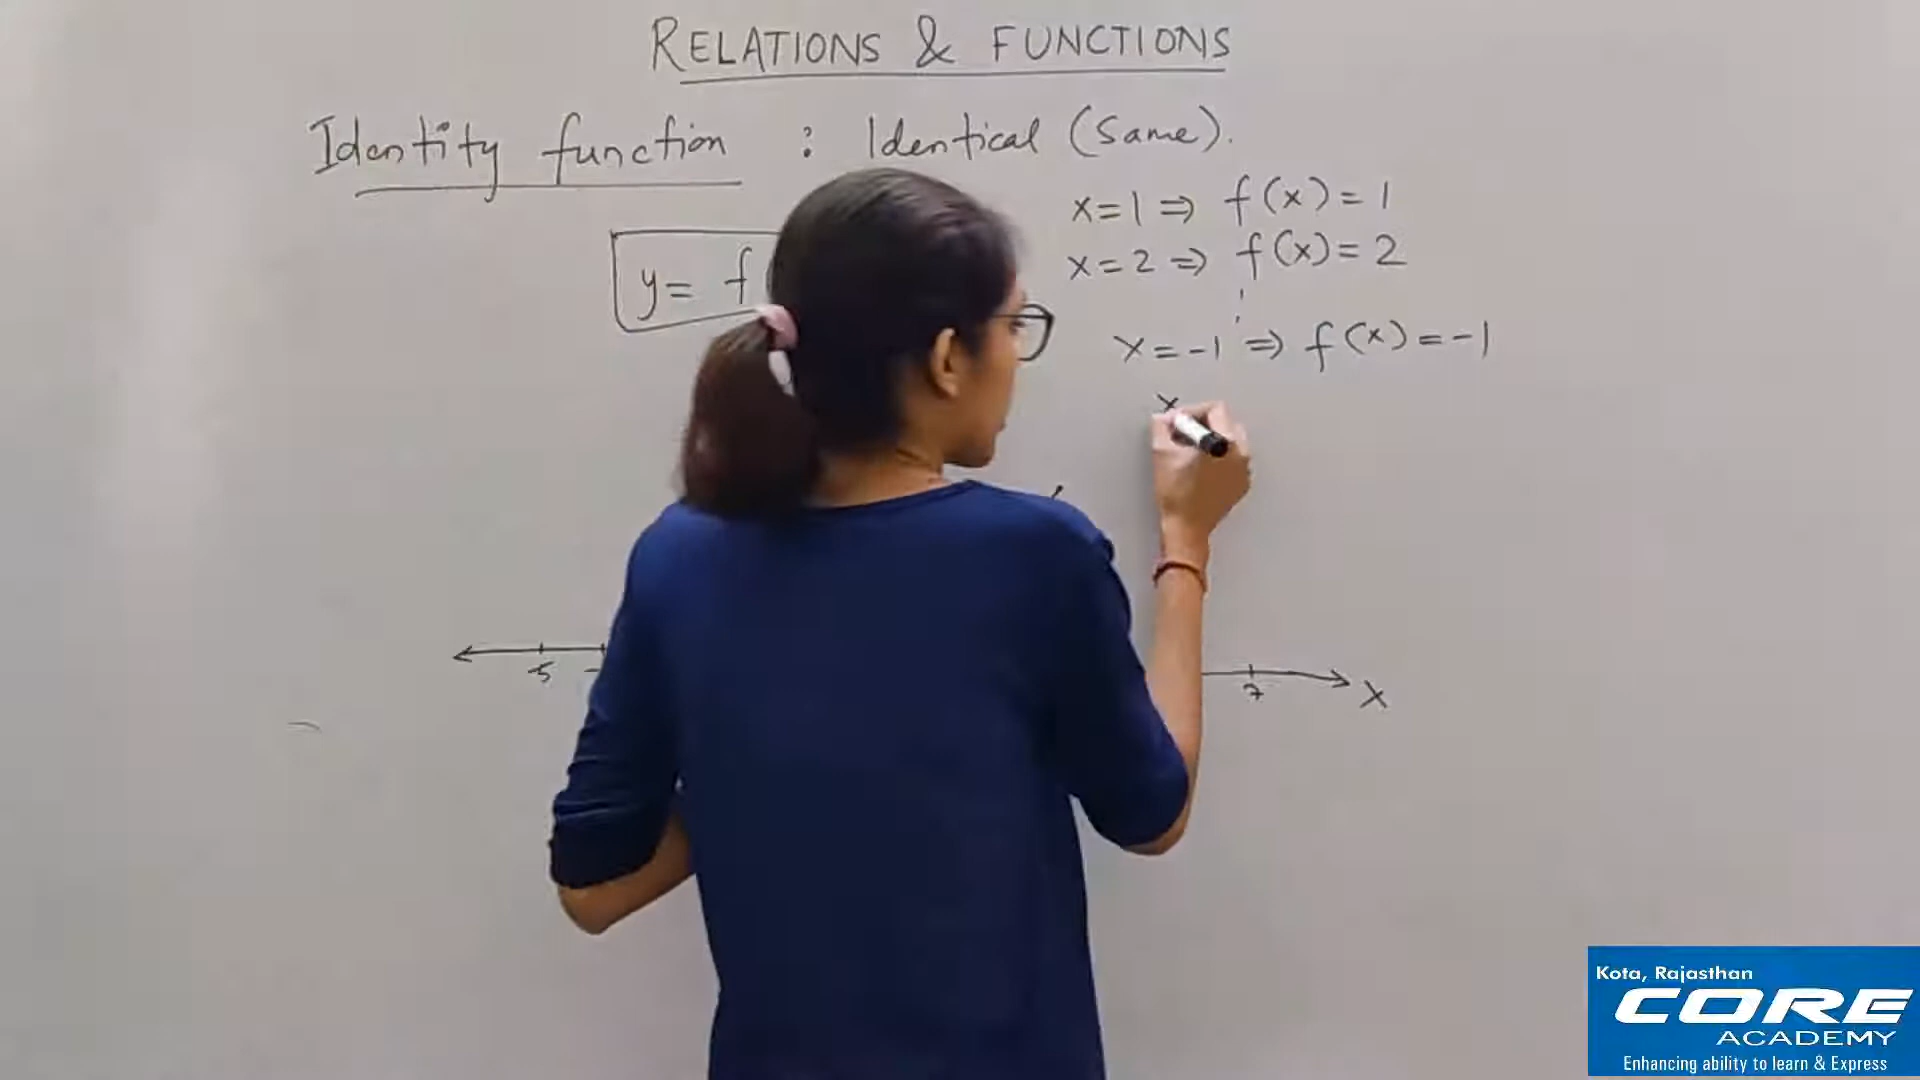 RELATIONS & FUNCTIONS
Identity function : Identical (Same).
x=1 ⇒ f(x)=1
x=2 ⇒ f(x)=2
y= f
x=-1 ⇒ f(x)=-1
x
-5
7
X
Kota, Rajasthan
CORE
ACADEMY
Enhancing ability to learn & Express